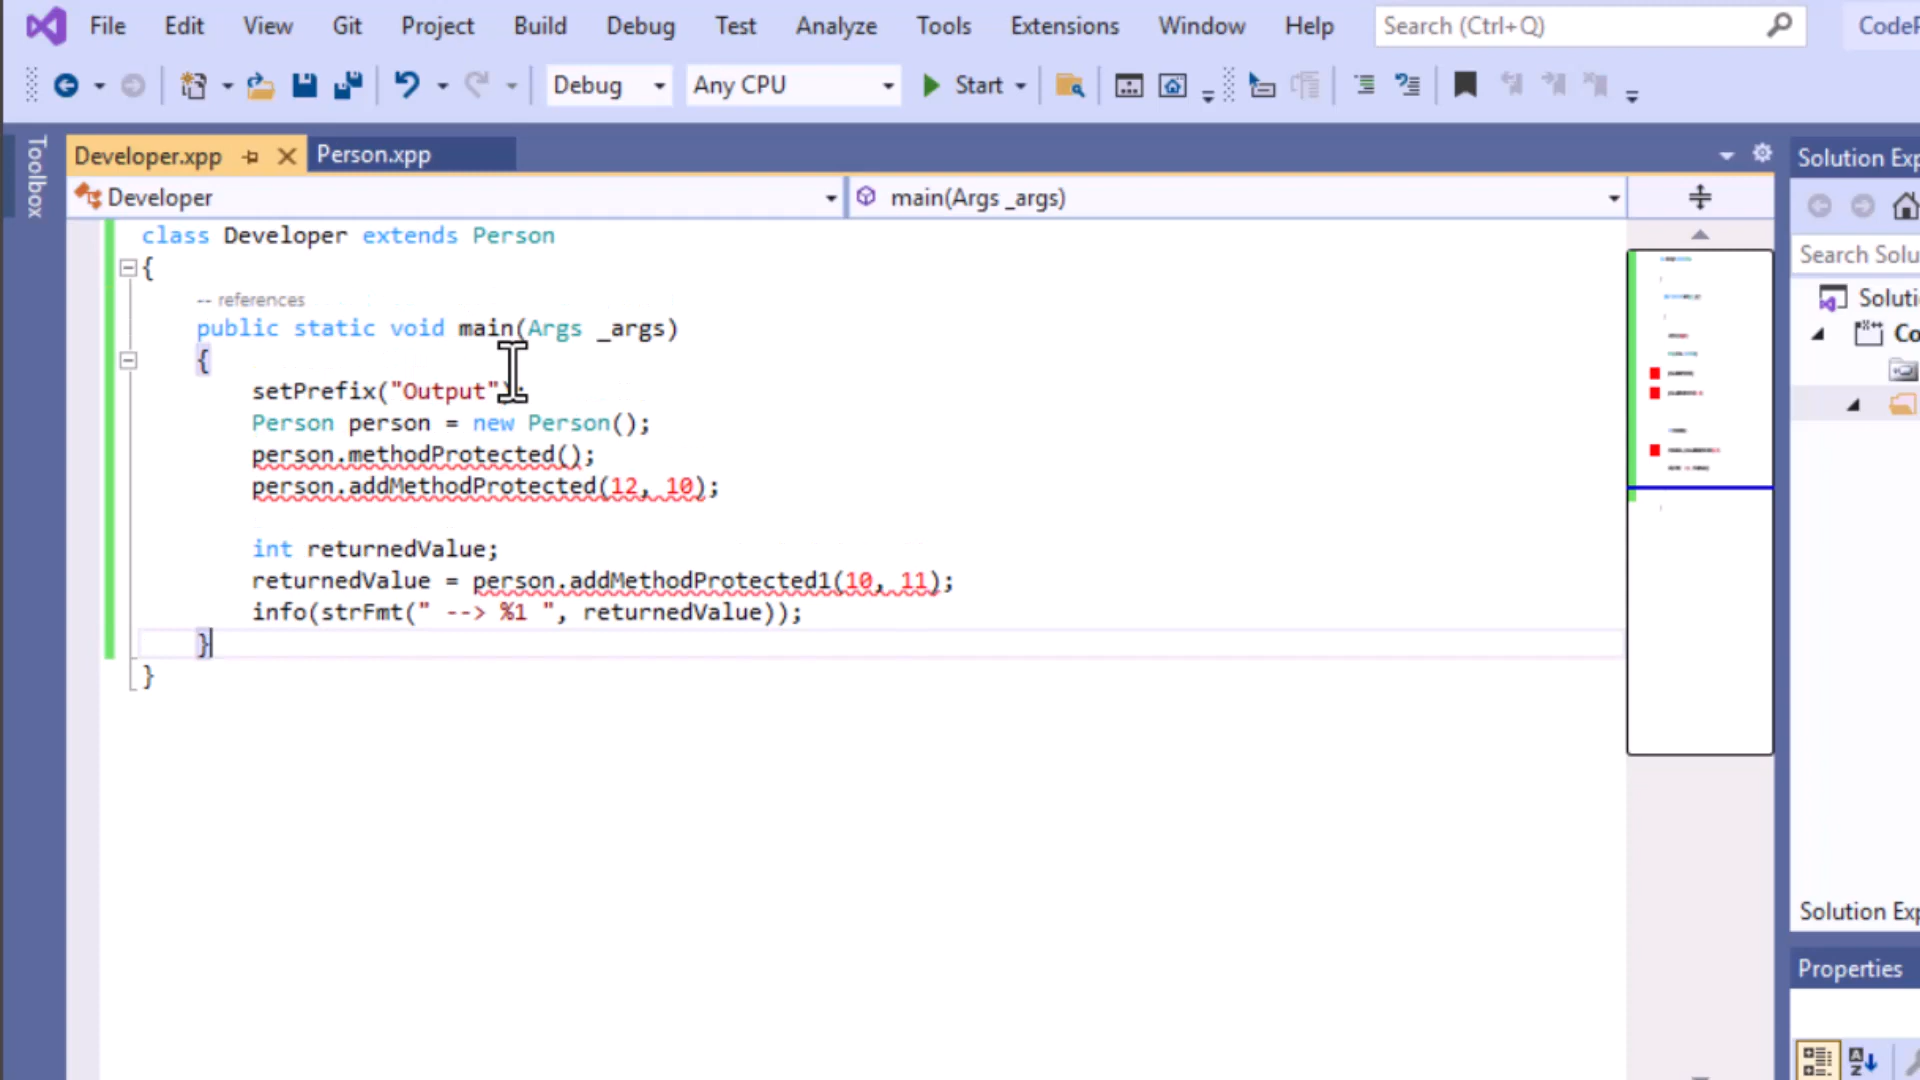 File Edit View Git Project Build Debug Test Analyze Tools Extensions Window Help Search (Ctrl+Q)
Debug Any CPU Start
Toolbox
Developer.xpp Person.xpp
Solution Exp
Developer main(Args _args)
class Developer extends Person
{
-- references
public static void main(Args _args)
{
setPrefix("Output");
Person person = new Person();
person.methodProtected();
person.addMethodProtected(12, 10);
int returnedValue;
returnedValue = person.addMethodProtected1(10, 11);
info(strFmt(" --> %1 ", returnedValue));
}
}
Search Solu
Soluti
Co
Solution Exp
Properties